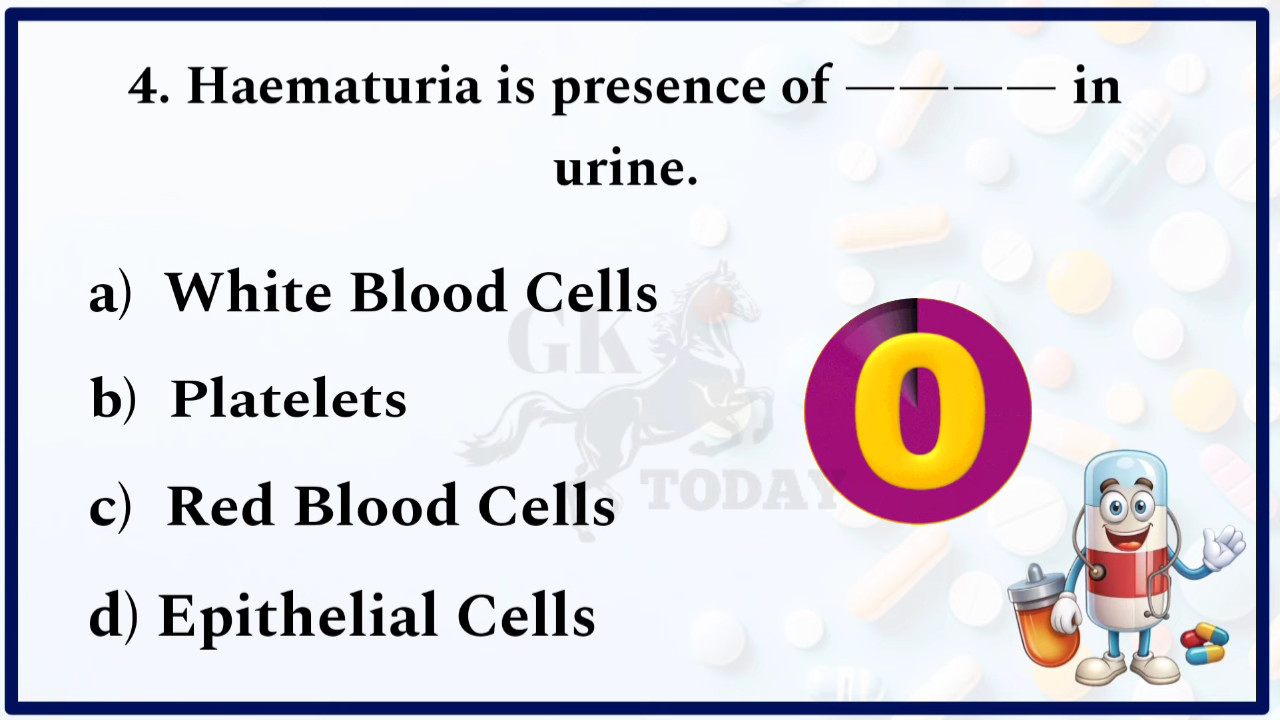 4. Haematuria is presence of ———— in
urine.
a) White Blood Cells
b) Platelets
c) Red Blood Cells
d) Epithelial Cells
GK
TODAY
0